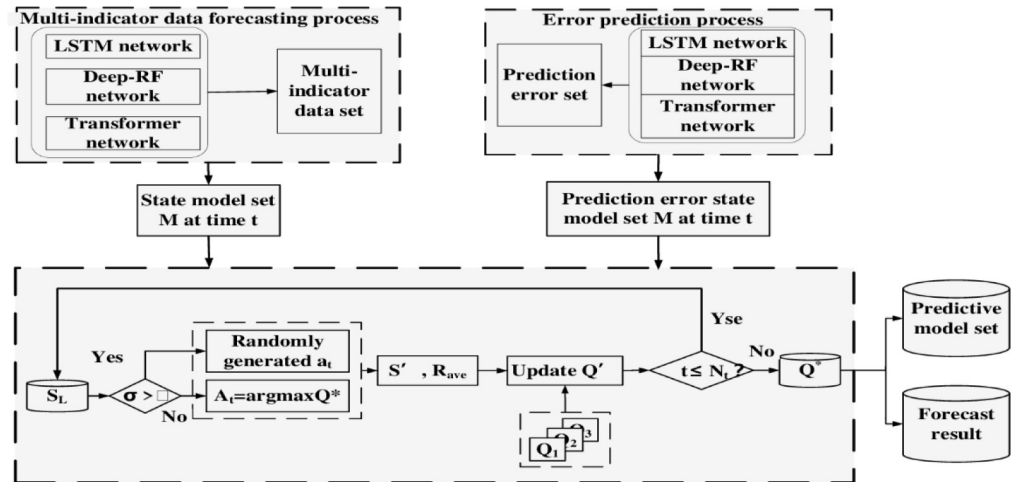 Multi-indicator data forecasting process
LSTM network
Deep-RF
network
Transformer
network
Multi-
indicator
data set
Error prediction process
Prediction
error set
LSTM network
Deep-RF
network
Transformer
network
State model set
M at time t
Prediction error state
model set M at time t
Yse
Yes
Randomly
generated aₜ
S_L
σ > □
No
Aₜ=argmaxQ*
S′ , R_ave
Update Q′
t ≤ Nₜ ?
No
Q*
Q₁
Q₂
Q₃
Predictive
model set
Forecast
result